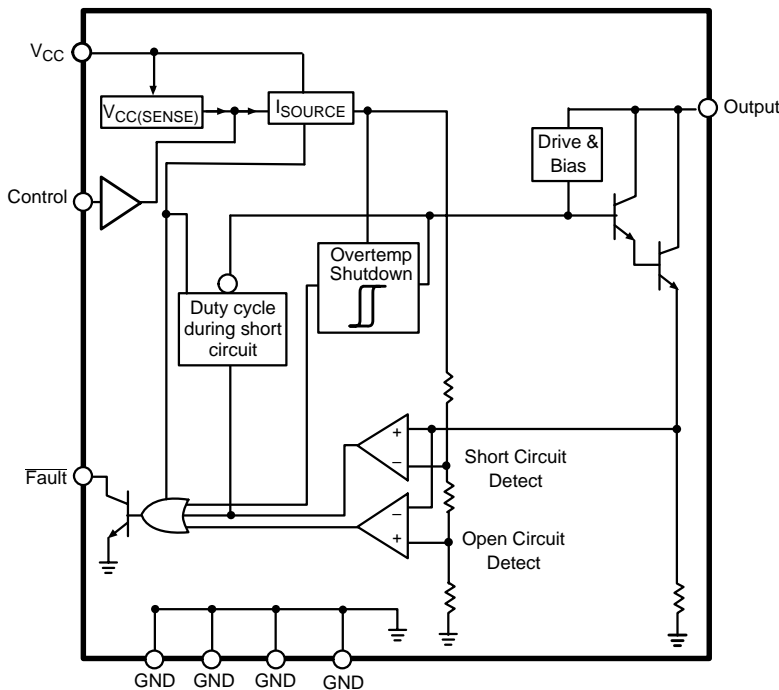 VCC
VCC(SENSE)
ISOURCE
Output
Drive &
Bias
Control
Overtemp
Shutdown
Duty cycle
during short
circuit
+
−
Short Circuit
Detect
Fault
−
+
Open Circuit
Detect
GND
GND
GND
GND